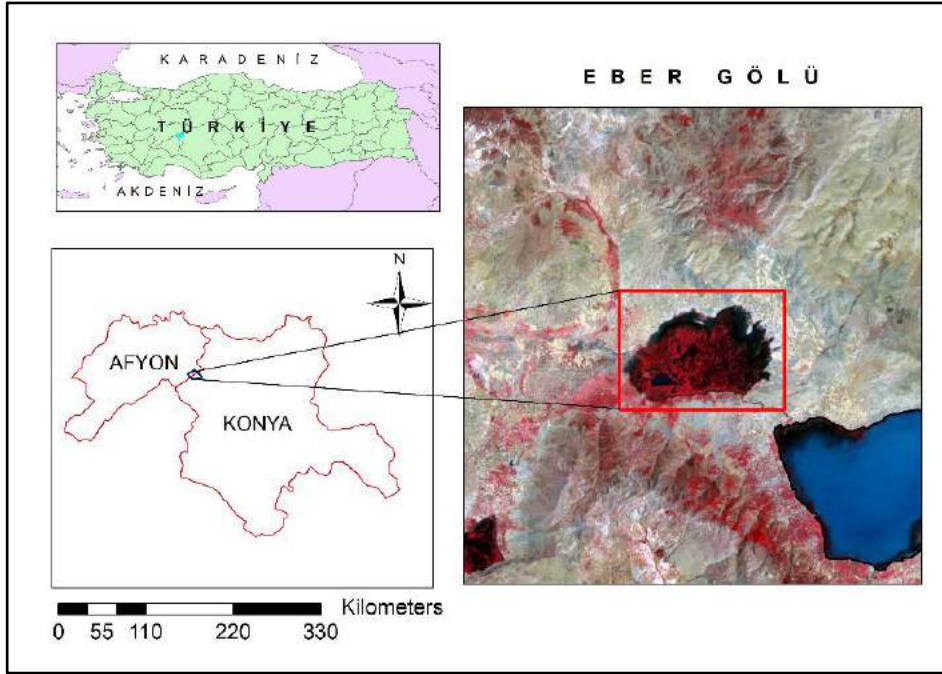 KARADENİZ
TÜRKİYE
AKDENİZ
EBER GÖLÜ
N
AFYON
KONYA
Kilometers
0 55 110 220 330